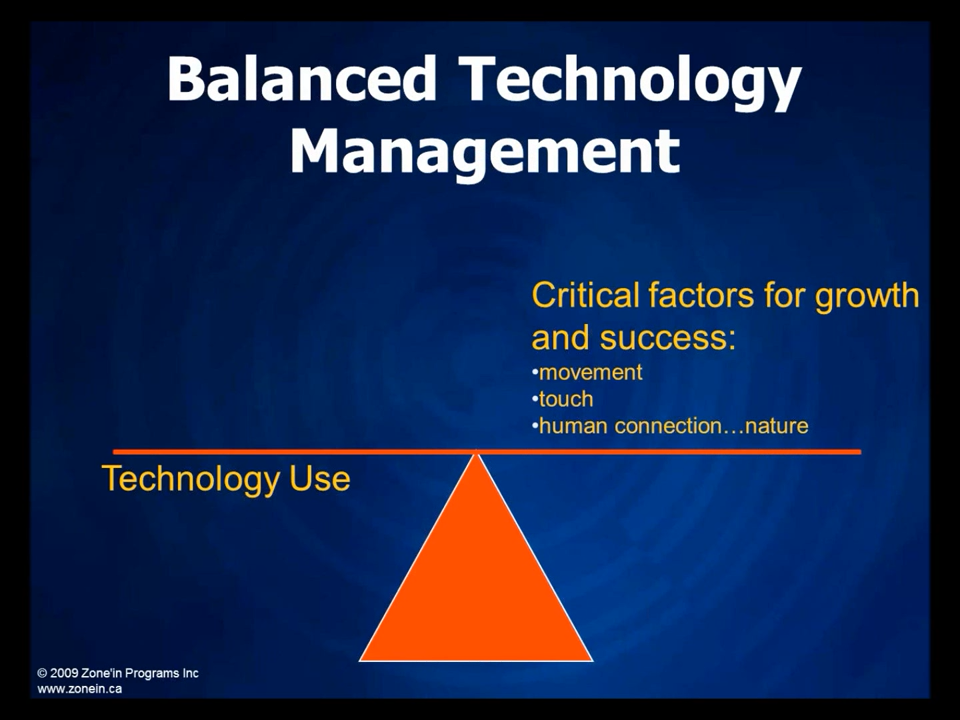 Balanced Technology
Management
Critical factors for growth
and success:
•movement
•touch
•human connection…nature
Technology Use
© 2009 Zone'in Programs Inc
www.zonein.ca